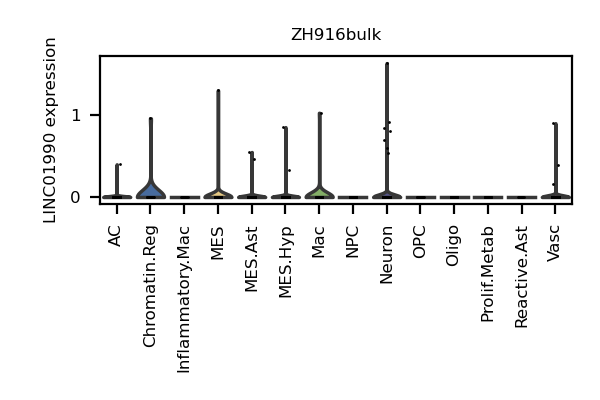 ZH916bulk
LINC01990 expression
1
0
AC
Chromatin.Reg
Inflammatory.Mac
MES
MES.Ast
MES.Hyp
Mac
NPC
Neuron
OPC
Oligo
Prolif.Metab
Reactive.Ast
Vasc